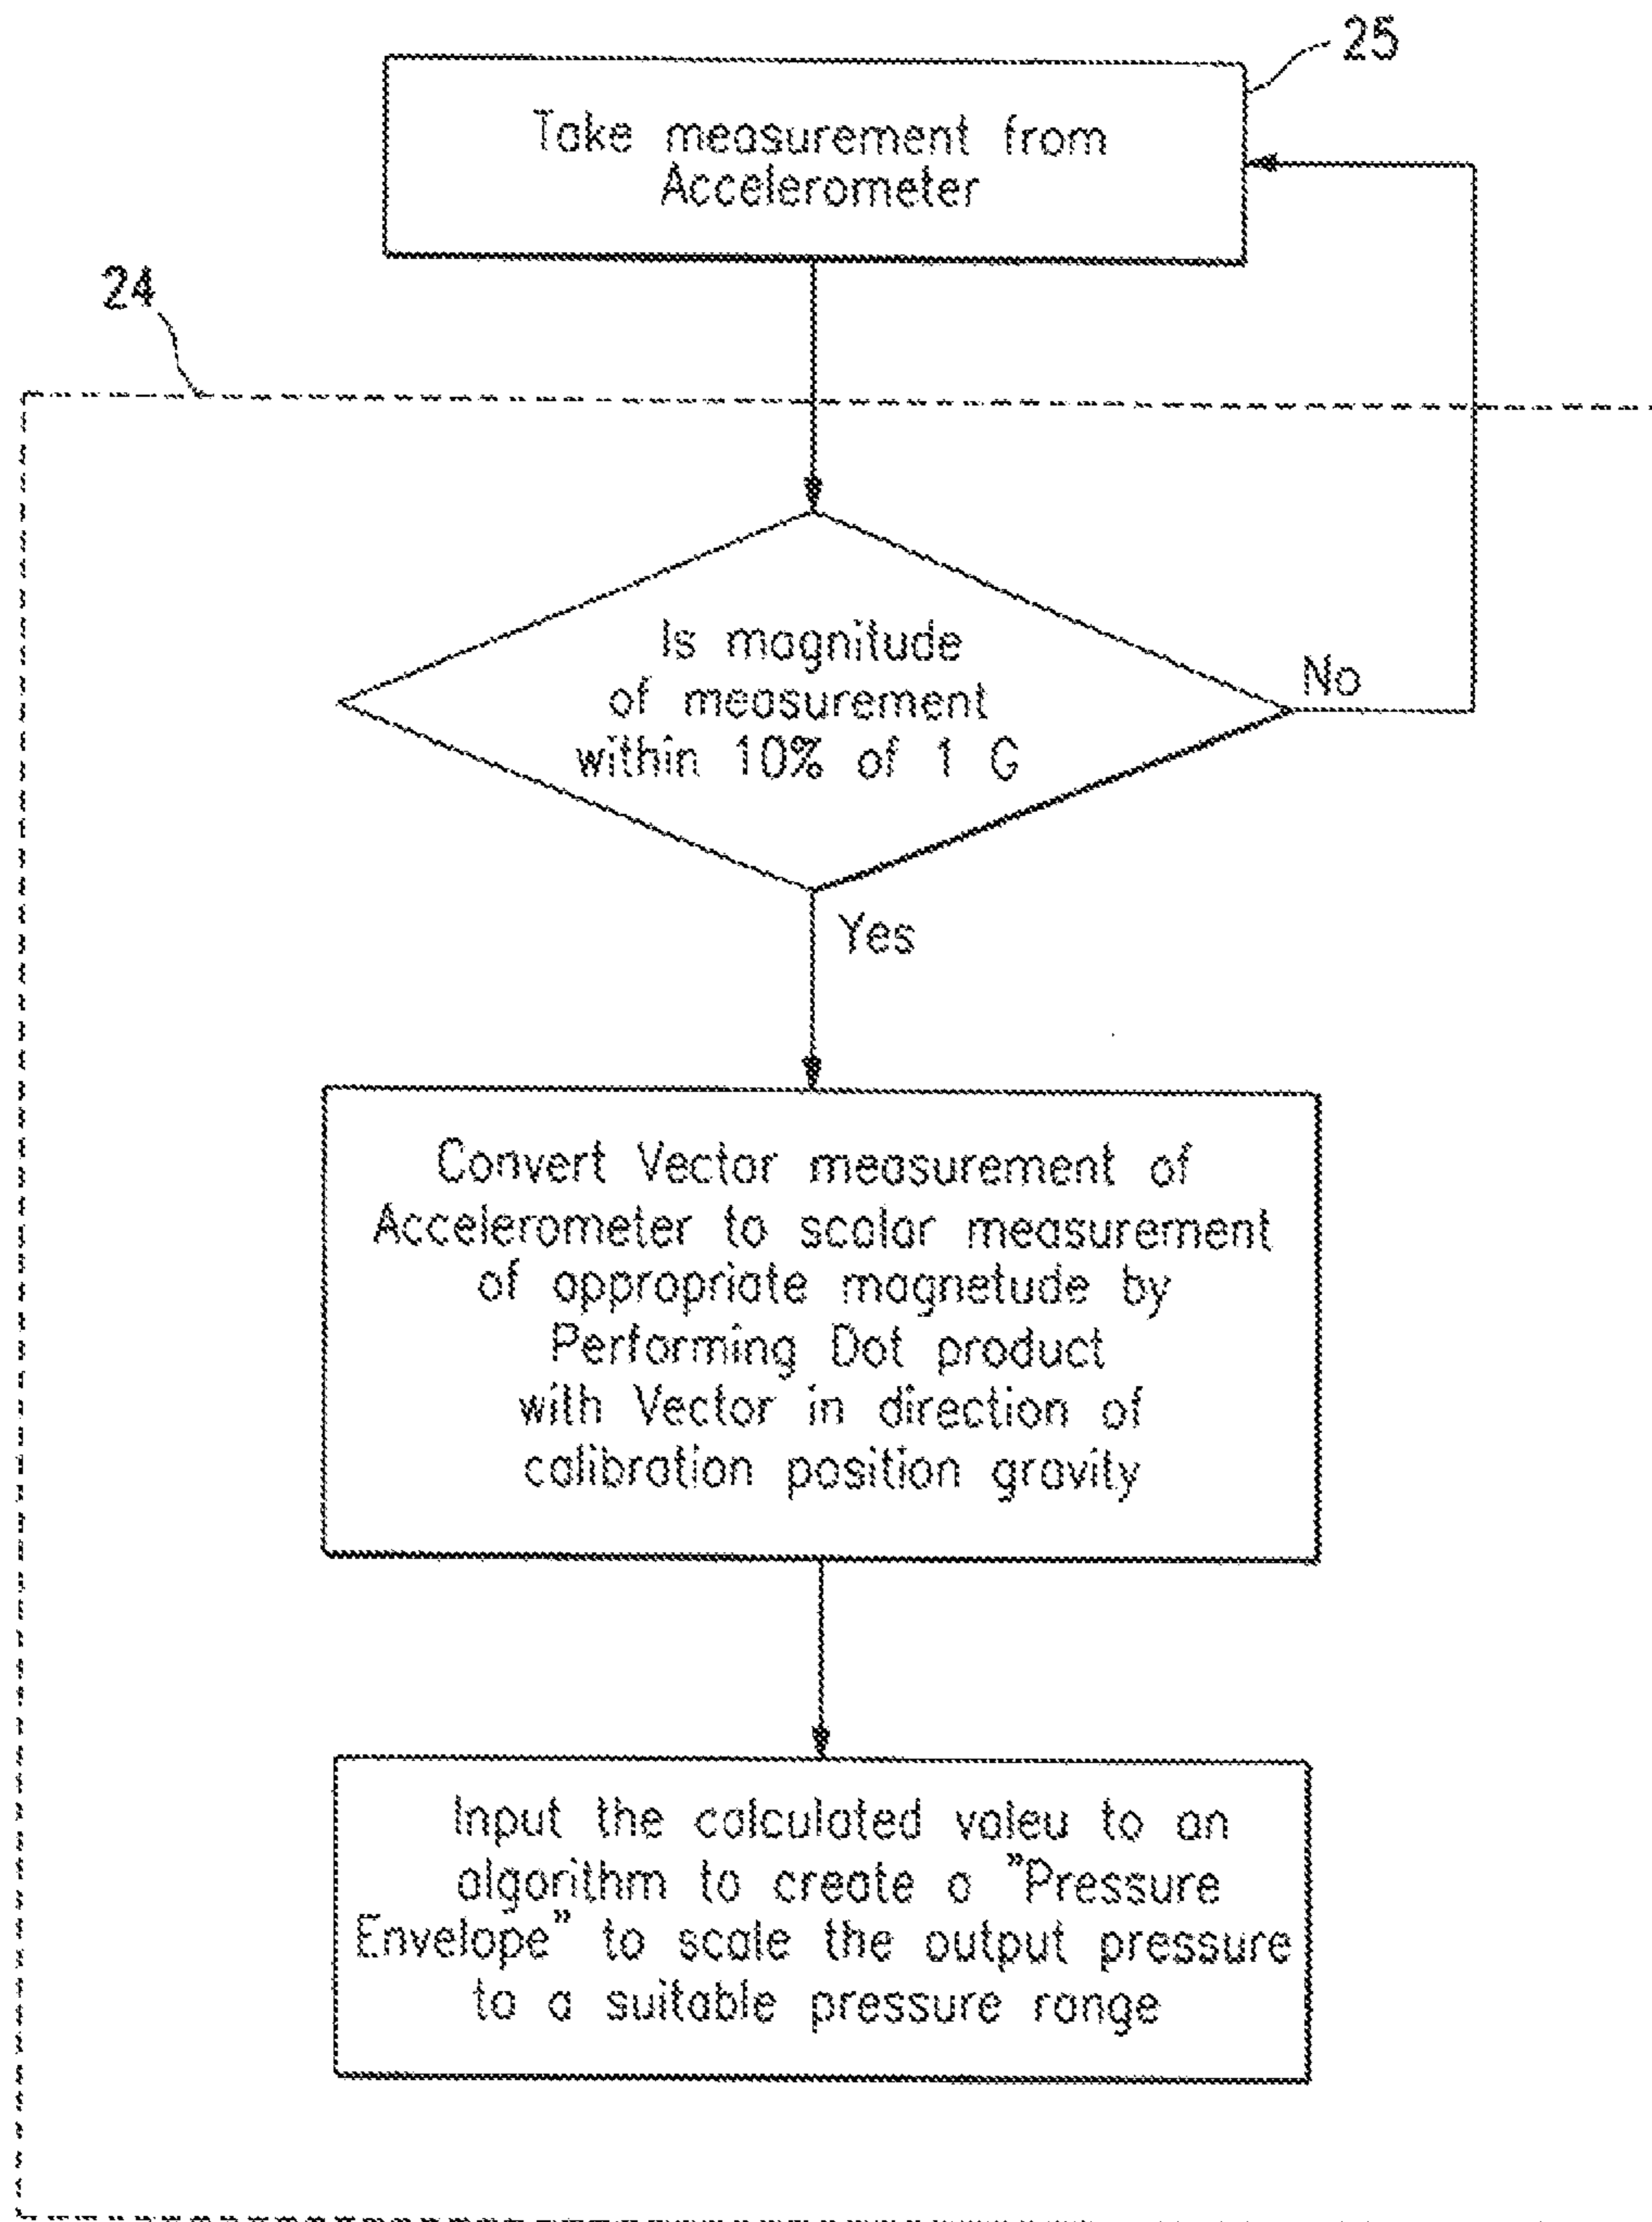 25
Take measurement from
Accelerometer
24
Is magnitude
of measurement
within 10% of 1 G
No
Yes
Convert Vector measurement of
Accelerometer to scalar measurement
of appropriate magnetude by
Performing Dot product
with Vector in direction of
calibration position gravity
Input the calculated valeu to an
algorithm to create a "Pressure
Envelope" to scale the output pressure
to a suitable pressure range